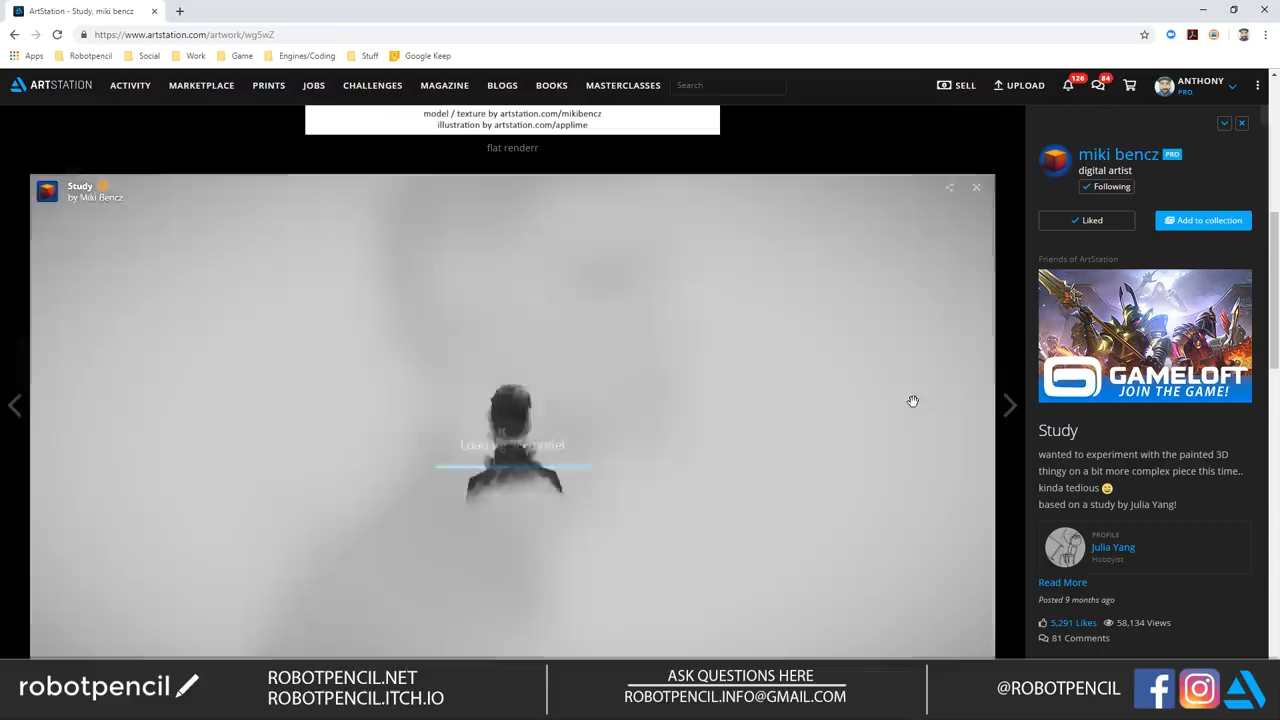 ArtStation - Study, miki bencz
https://www.artstation.com/artwork/wg5wZ
Apps Robotpencil Social Work Game Engines/Coding Stuff Google Keep
ARTSTATION ACTIVITY MARKETPLACE PRINTS JOBS CHALLENGES MAGAZINE BLOGS BOOKS MASTERCLASSES Search SELL UPLOAD 126 84 ANTHONY
PRO
model / texture by artstation.com/mikibencz
illustration by artstation.com/applime
flat renderr
Study
by Miki Bencz
miki bencz PRO
digital artist
Following
Liked Add to collection
Friends of ArtStation
GAMELOFT
JOIN THE GAME!
Study
wanted to experiment with the painted 3D
thingy on a bit more complex piece this time..
kinda tedious
based on a study by Julia Yang!
PROFILE
Julia Yang
Hobbyist
Read More
Posted 9 months ago
5,291 Likes 58,134 Views
81 Comments
robotpencil
ROBOTPENCIL.NET
ROBOTPENCIL.ITCH.IO
ASK QUESTIONS HERE
ROBOTPENCIL.INFO@GMAIL.COM
@ROBOTPENCIL